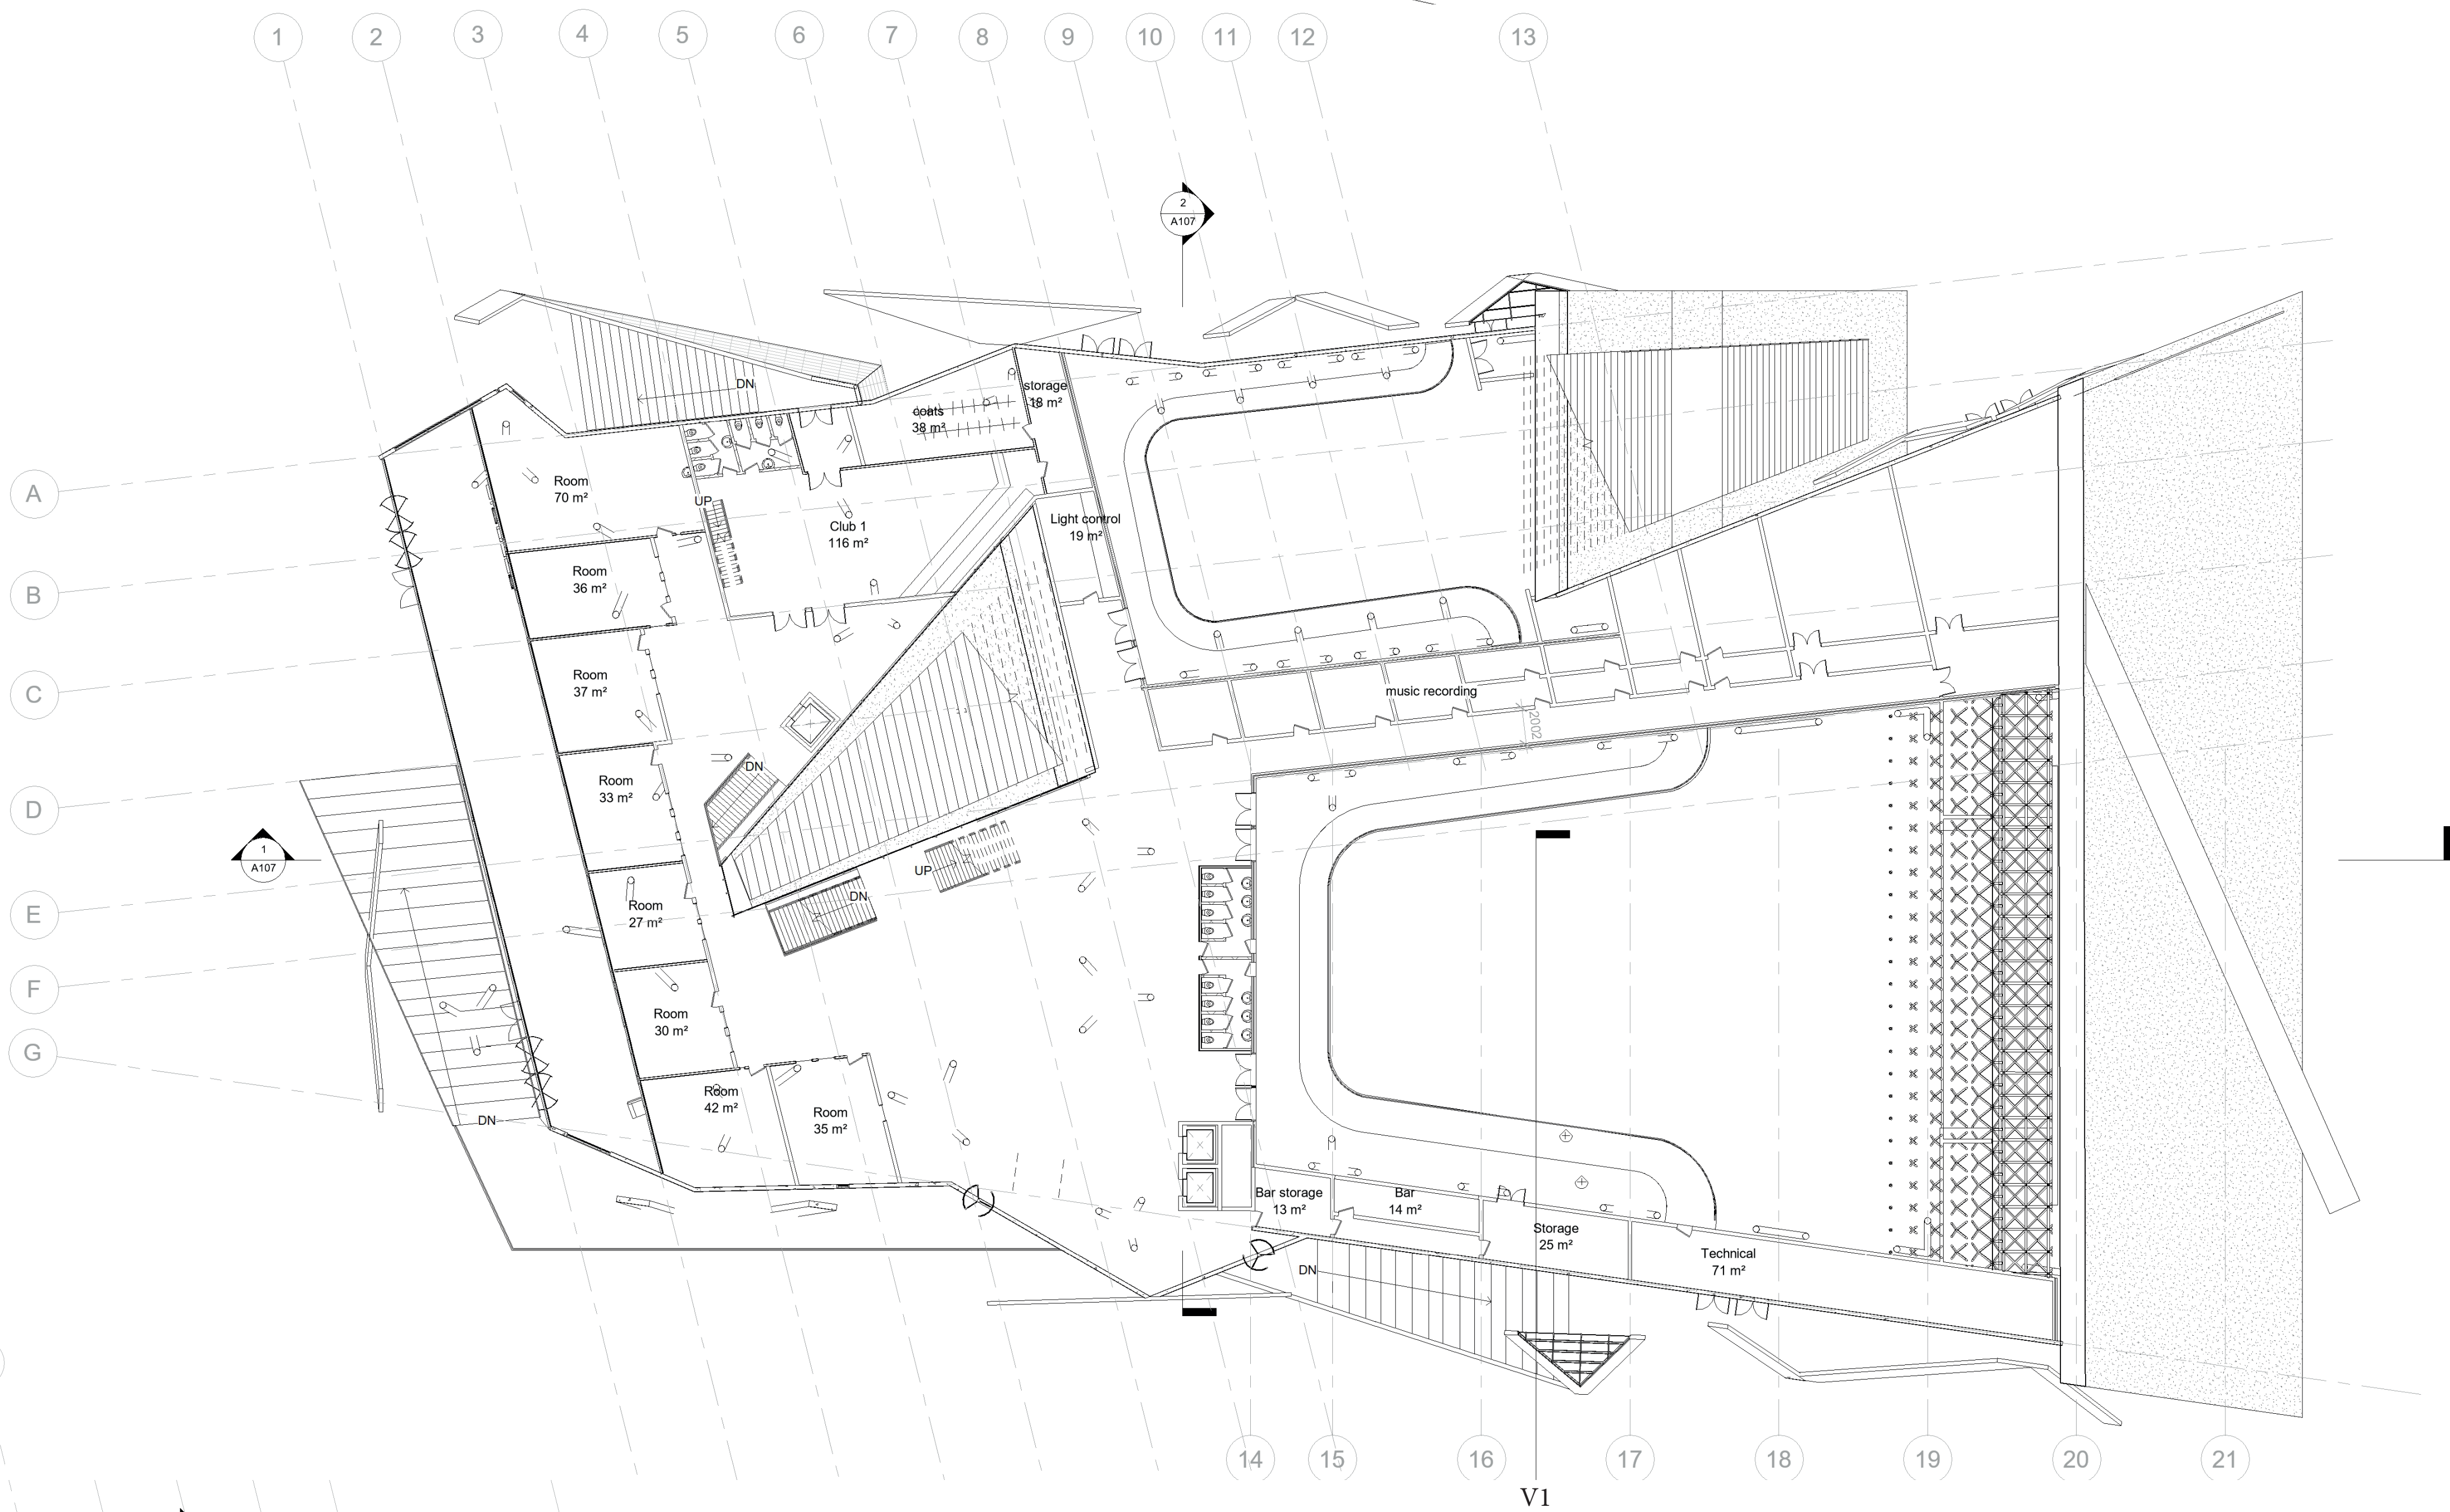 1 2 3 4 5 6 7 8 9 10 11 12 13
2
A107
DN
storage
18 m²
coats
38 m²
A
Room
70 m²
UP
Club 1
116 m²
Light control
19 m²
B
Room
36 m²
C
Room
37 m²
music recording
2002
DN
Room
33 m²
D
1
A107
UP
DN
E
Room
27 m²
F
Room
30 m²
G
Room
42 m²
Room
35 m²
DN
Bar storage
13 m²
Bar
14 m²
Storage
25 m²
Technical
71 m²
DN
14 15 16 17 18 19 20 21
V1